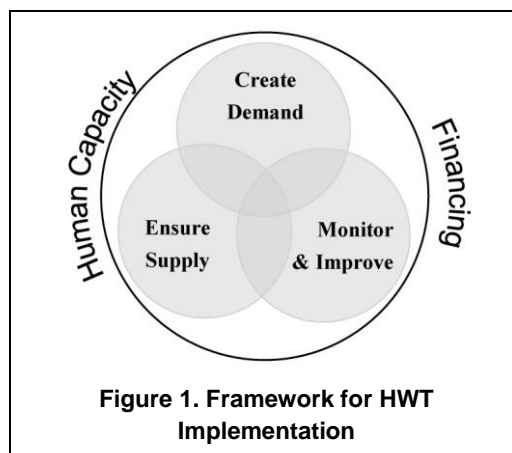 Create
Demand
Human Capacity
Financing
Ensure
Supply
Monitor
& Improve
Figure 1. Framework for HWT
Implementation